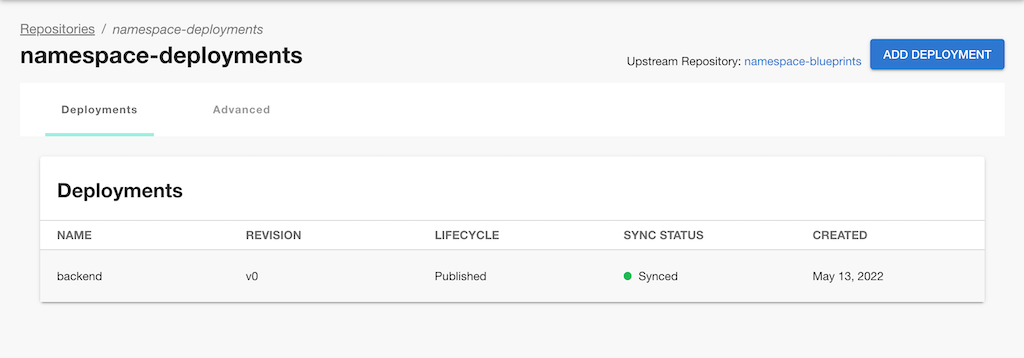 Repositories / namespace-deployments
namespace-deployments
Upstream Repository: namespace-blueprints
ADD DEPLOYMENT
Deployments Advanced
Deployments
NAME REVISION LIFECYCLE SYNC STATUS CREATED
backend v0 Published Synced May 13, 2022